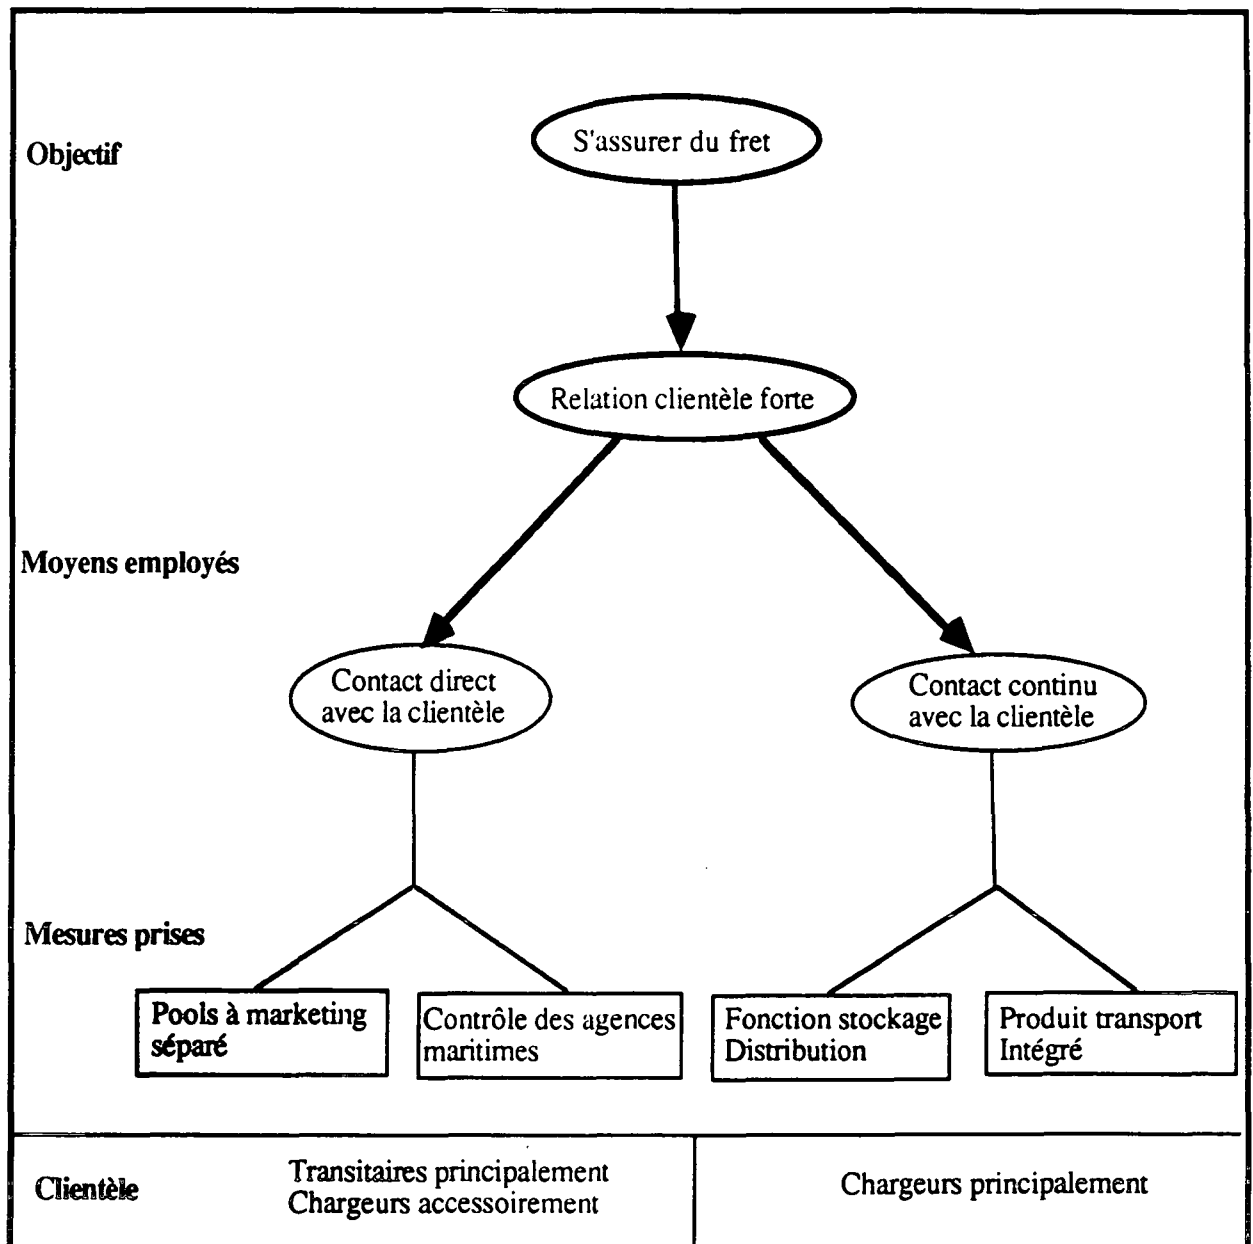 S'assurer du fret
Objectif
Relation clientèle forte
Moyens employés
Contact direct
avec la clientèle
Contact continu
avec la clientèle
Mesures prises
Pools à marketing
séparé
Contrôle des agences
maritimes
Fonction stockage
Distribution
Produit transport
Intégré
Clientèle
Transitaires principalement
Chargeurs accessoirement
Chargeurs principalement